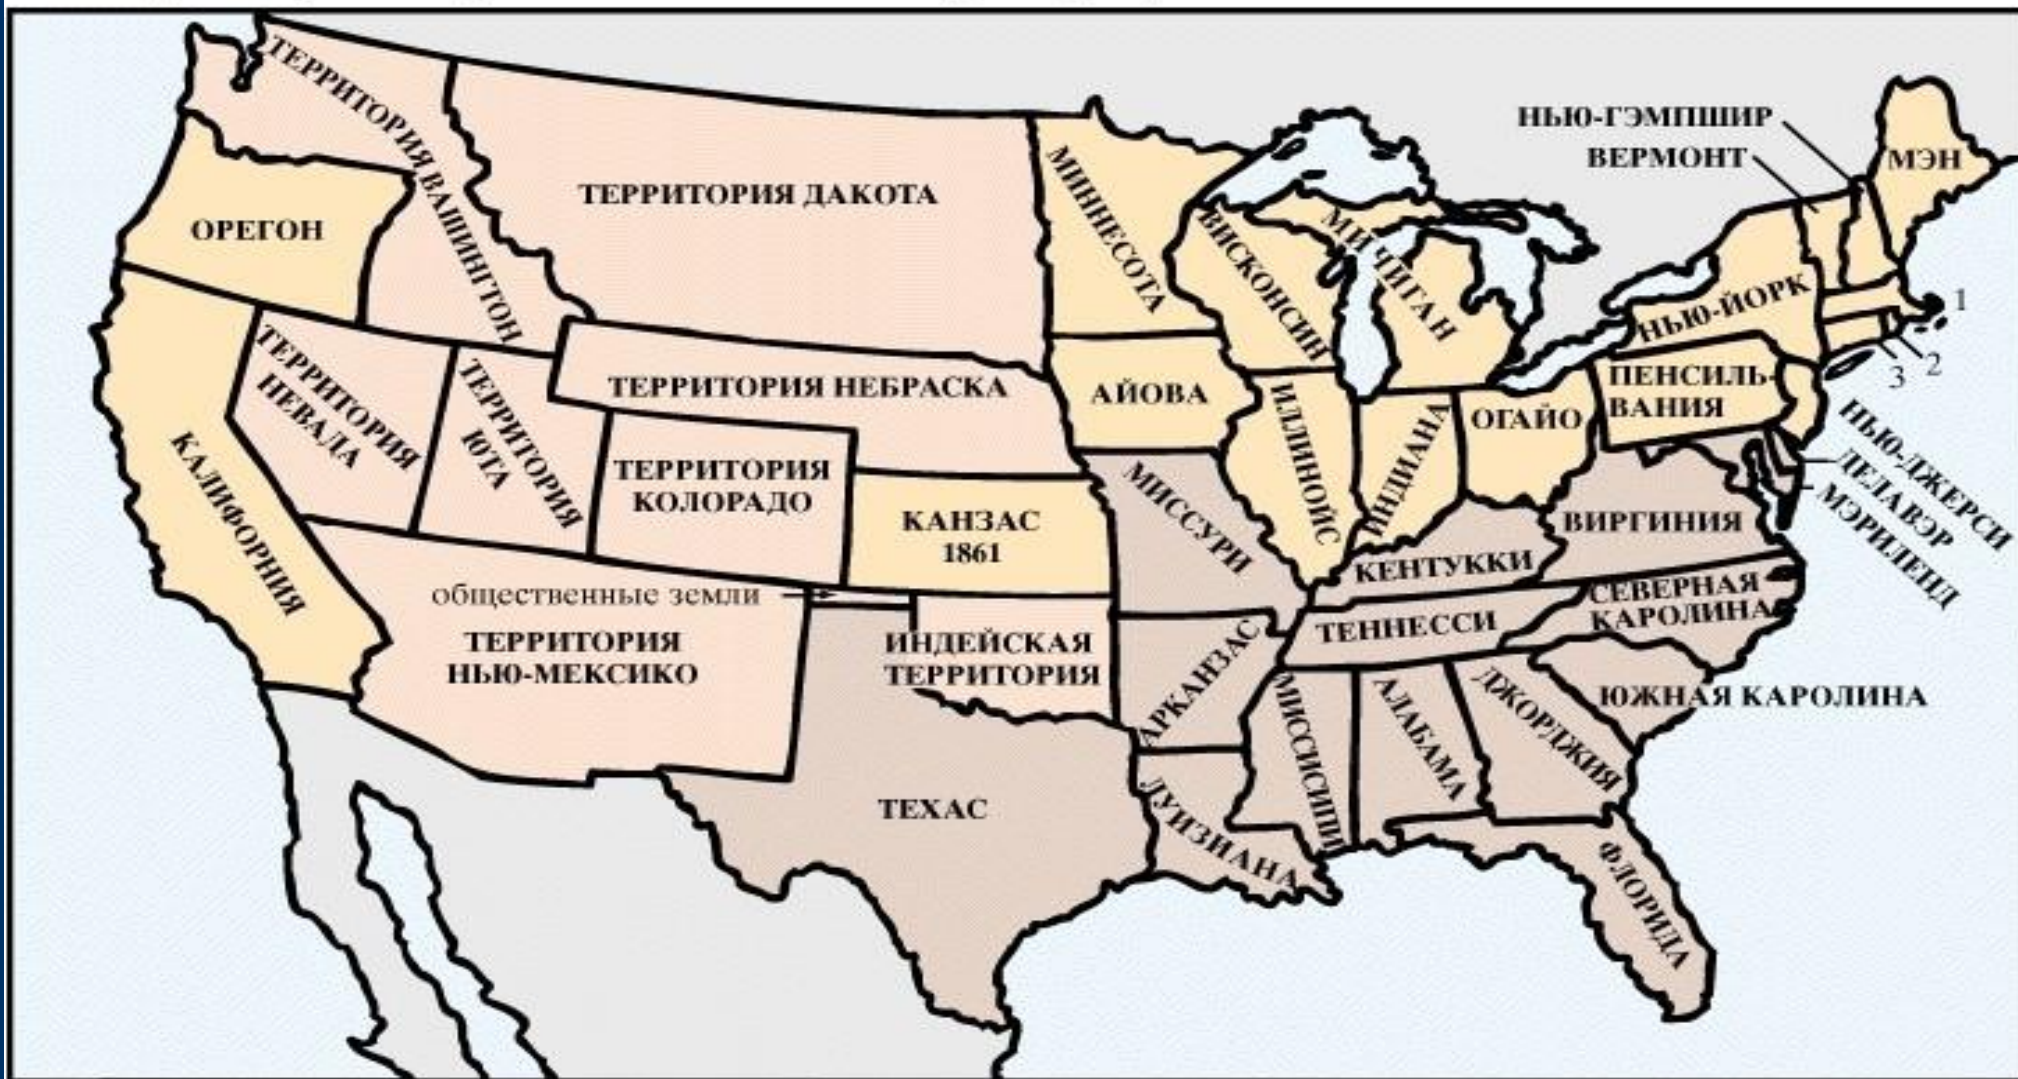 ТЕРРИТОРИЯ ВАШИНГТОН
ТЕРРИТОРИЯ ДАКОТА
ОРЕГОН
МИННЕСОТА
ВИСКОНСИН
МИЧИГАН
НЬЮ-ГЭМПШИР
ВЕРМОНТ
МЭН
НЬЮ-ЙОРК
1
2
3
ТЕРРИТОРИЯ
НЕВАДА
ТЕРРИТОРИЯ
ЮТА
ТЕРРИТОРИЯ НЕБРАСКА
АЙОВА
ИЛЛИНОЙС
ИНДИАНА
ОГАЙО
ПЕНСИЛЬ-
ВАНИЯ
НЬЮ-ДЖЕРСИ
ДЕЛАВЭР
МЭРИЛЕНД
КАЛИФОРНИЯ
ТЕРРИТОРИЯ
КОЛОРАДО
КАНЗАС
1861
МИССУРИ
КЕНТУККИ
ВИРГИНИЯ
общественные земли
ТЕРРИТОРИЯ
НЬЮ-МЕКСИКО
ИНДЕЙСКАЯ
ТЕРРИТОРИЯ
АРКАНЗАС
ТЕННЕССИ
СЕВЕРНАЯ
КАРОЛИНА
ЮЖНАЯ КАРОЛИНА
ТЕХАС
ЛУИЗИАНА
МИССИСИПИ
АЛАБАМА
ДЖОРДЖИЯ
ФЛОРИДА